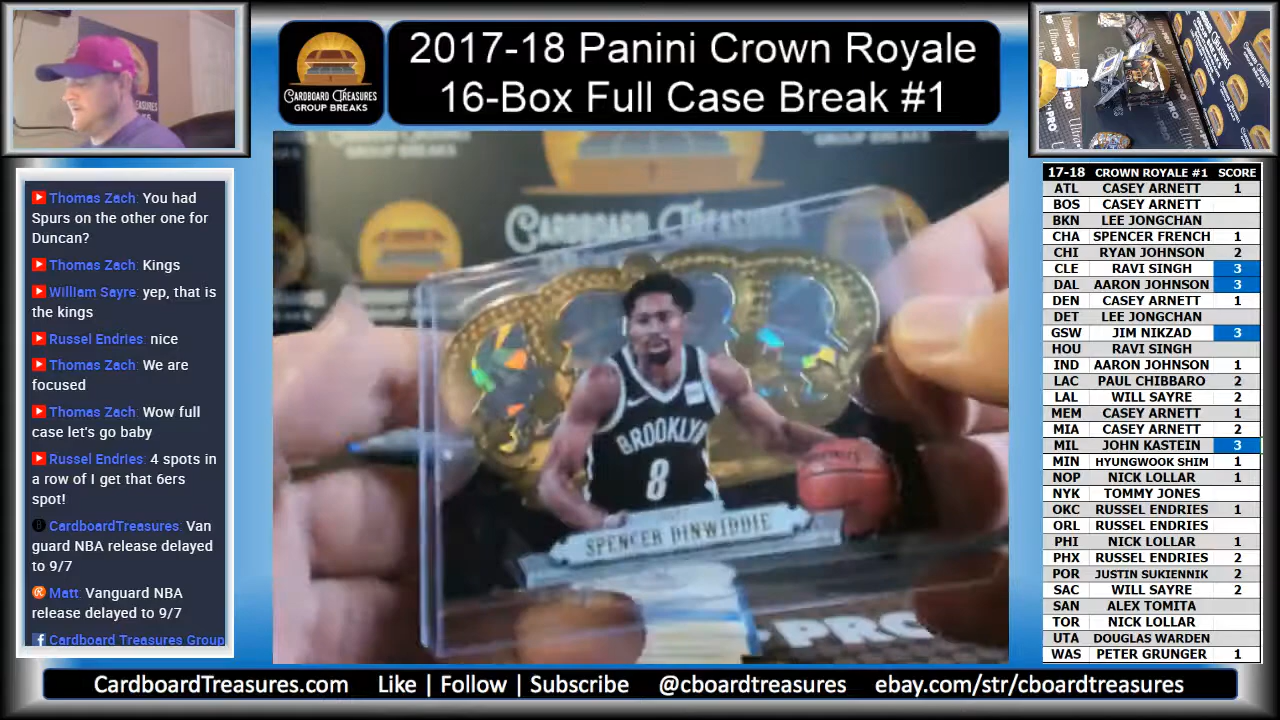 2017-18 Panini Crown Royale
16-Box Full Case Break #1
CARDBOARD TREASURES
GROUP BREAKS
Thomas Zach: You had
Spurs on the other one for
Duncan?
Thomas Zach: Kings
William Sayre: yep, that is
the kings
Russel Endries: nice
Thomas Zach: We are
focused
Thomas Zach: Wow full
case let's go baby
Russel Endries: 4 spots in
a row of I get that 6ers
spot!
CardboardTreasures: Van
guard NBA release delayed
to 9/7
Matt: Vanguard NBA
release delayed to 9/7
Cardboard Treasures Group
CARDBOARD TREASURES
BROOKLYN
8
SPENCER DINWIDDIE
-PRO
17-18 CROWN ROYALE #1 SCORE
ATL CASEY ARNETT 1
BOS CASEY ARNETT
BKN LEE JONGCHAN
CHA SPENCER FRENCH 1
CHI RYAN JOHNSON 2
CLE RAVI SINGH 3
DAL AARON JOHNSON 3
DEN CASEY ARNETT 1
DET LEE JONGCHAN
GSW JIM NIKZAD 3
HOU RAVI SINGH
IND AARON JOHNSON 1
LAC PAUL CHIBBARO 2
LAL WILL SAYRE 2
MEM CASEY ARNETT 1
MIA CASEY ARNETT 2
MIL JOHN KASTEIN 3
MIN HYUNGWOOK SHIM 1
NOP NICK LOLLAR 1
NYK TOMMY JONES
OKC RUSSEL ENDRIES 1
ORL RUSSEL ENDRIES
PHI NICK LOLLAR 1
PHX RUSSEL ENDRIES 2
POR JUSTIN SUKIENNIK 2
SAC WILL SAYRE 2
SAN ALEX TOMITA
TOR NICK LOLLAR
UTA DOUGLAS WARDEN
WAS PETER GRUNGER 1
CardboardTreasures.com Like | Follow | Subscribe @cboardtreasures ebay.com/str/cboardtreasures